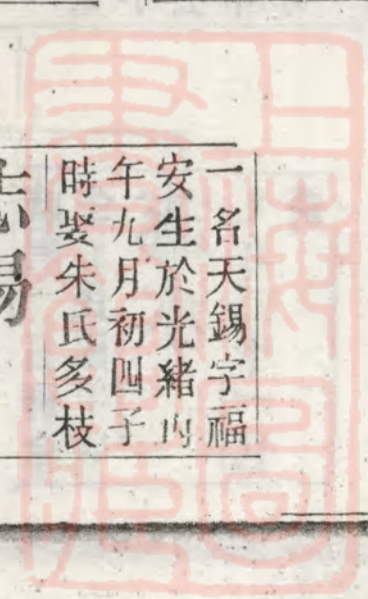 一名天錫字福
安生於光緒丙
午九月初四子
時娶朱氏多枝
錫